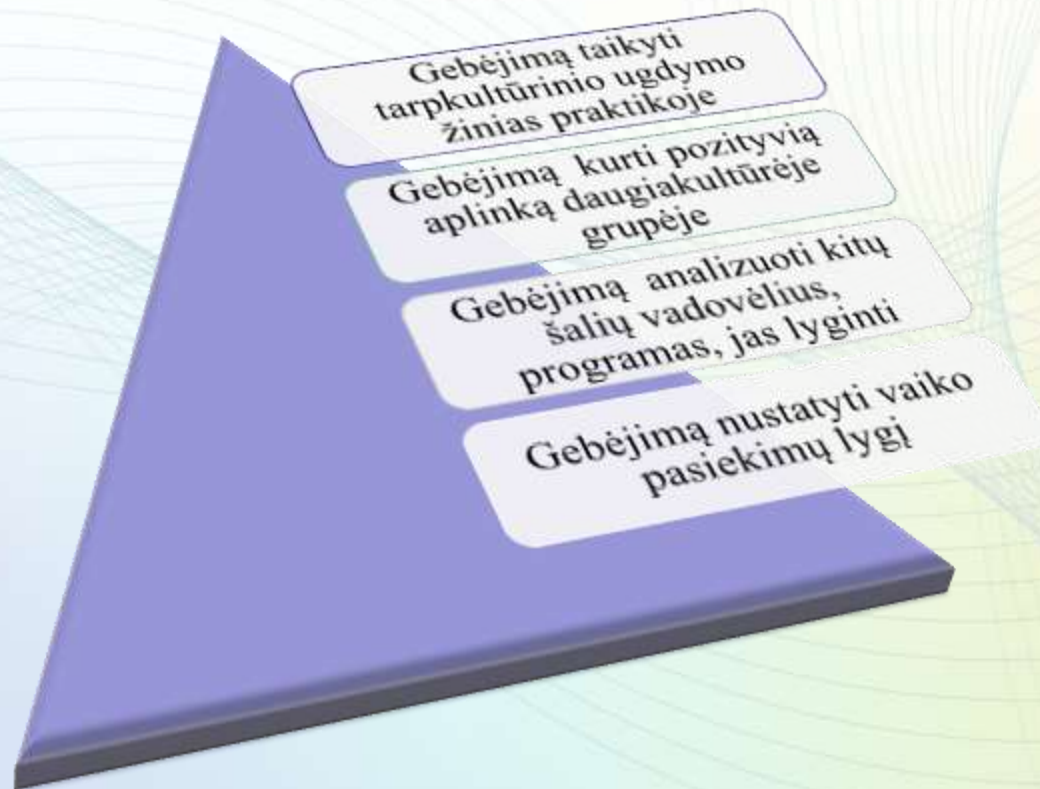 Gebėjimą taikyti
tarpkultūrinio ugdymo
žinias praktikoje
Gebėjimą kurti pozityvią
aplinką daugiakultūrėje
grupėje
Gebėjimą analizuoti kitų
šalių vadovėlius,
programas, jas lyginti
Gebėjimą nustatyti vaiko
pasiekimų lygį